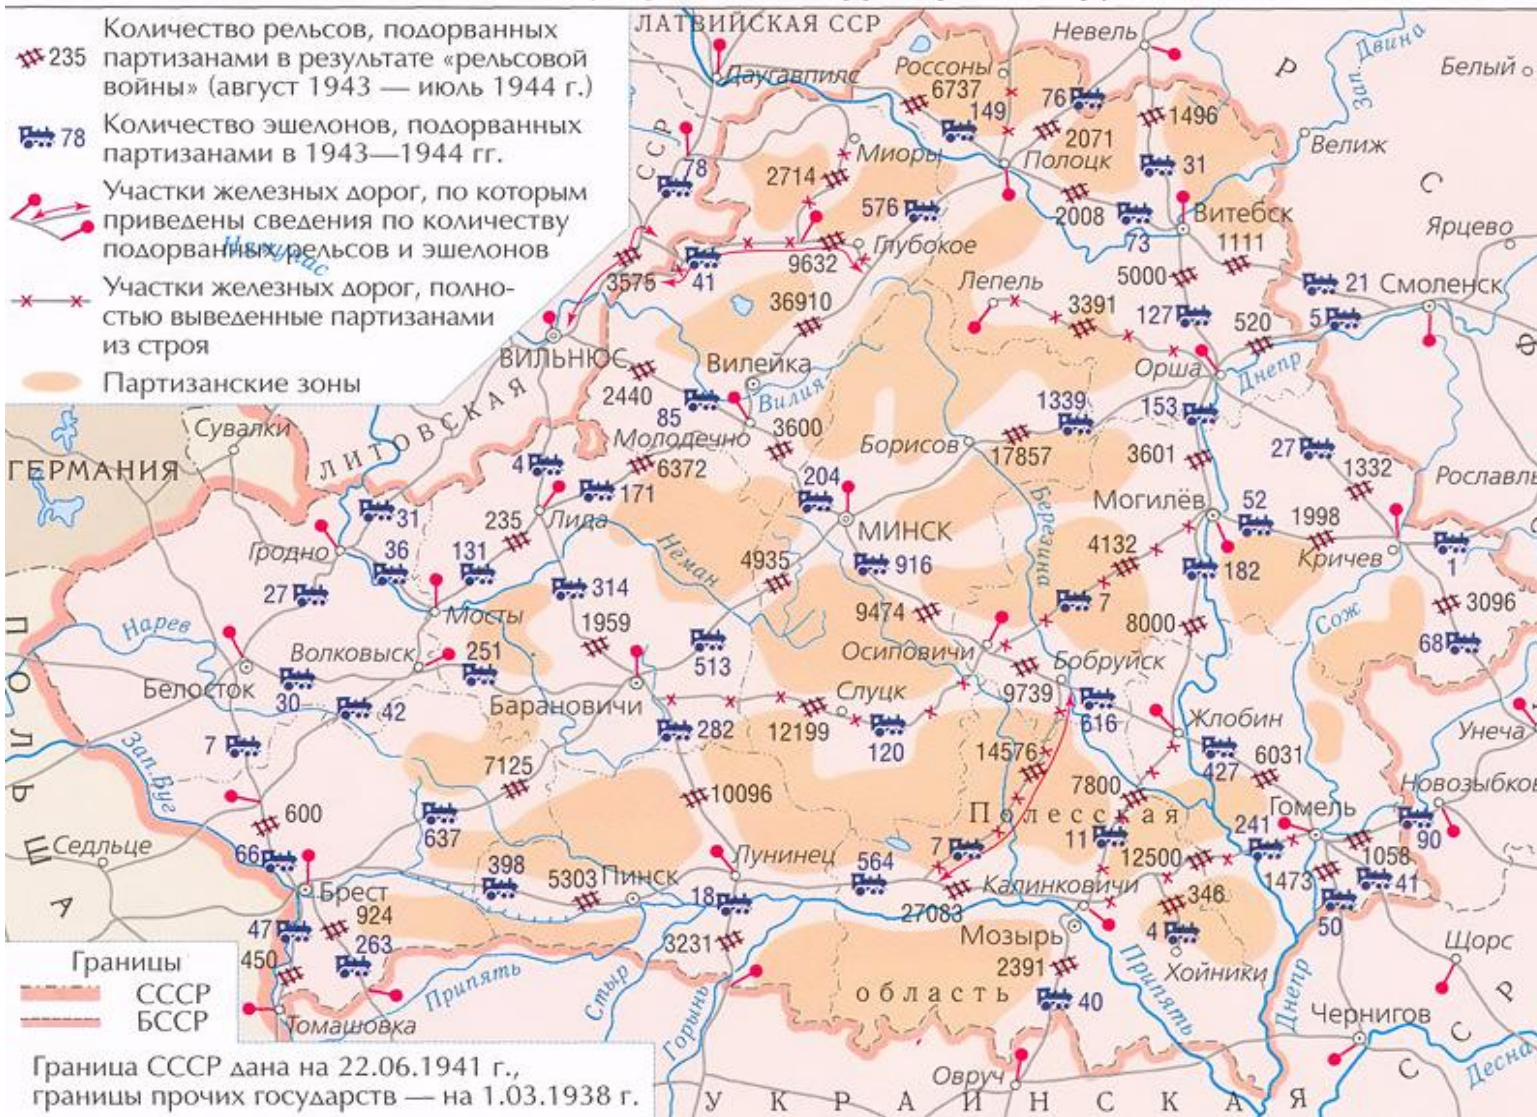 235 Количество рельсов, подорванных
партизанами в результате «рельсовой
войны» (август 1943 — июль 1944 г.)
78 Количество эшелонов, подорванных
партизанами в 1943—1944 гг.
Участки железных дорог, по которым
приведены сведения по количеству
подорванных рельсов и эшелонов
Участки железных дорог, полно-
стью выведенные партизанами
из строя
Партизанские зоны
ЛАТВИЙСКАЯ ССР
Невель
Зап. Двина
Белый
Р
С
Ф
С
Р
Даугавпилс
Россоны
6737
149
76
2071
1496
Велиж
ССР
78
Миоры
2714
Полоцк
31
576
2008
73
Витебск
Ярцево
1111
Глубокое
9632
41
3575
Нямунас
5000
21
Смоленск
Лепель
3391
127
5
520
36910
ВИЛЬНЮС
Вилейка
Вилия
Орша
Днепр
2440
85
Молодечно
3600
1339
153
Сувалки
ГЕРМАНИЯ
ЛИТОВСКАЯ
Борисов
17857
3601
27
1332
Рославль
4
6372
171
204
Березина
Могилёв
31
235
Лида
МИНСК
52
1998
Кричев
Гродно
36
131
Нёман
4935
916
4132
182
1
27
314
7
Мосты
9474
8000
3096
Нарев
1959
Сож
68
Волковыск
251
513
Осиповичи
Бобруйск
Белосток
30
42
Барановичи
Слуцк
9739
616
Жлобин
Унеча
282
12199
120
7
Зап. Буг
14576
427
6031
Новозыбков
7125
7800
10096
Полесская
Гомель
600
637
241
90
ПОЛЬША
Седльце
66
398
Лунинец
564
7
11
12500
1058
Брест
5303
Пинск
Калинковичи
1473
41
18
27083
346
50
47
924
263
Мозырь
4
Щорс
450
3231
2391
Хойники
Припять
Стыр
Горынь
область
40
Припять
Днепр
Чернигов
Томашовка
Овруч
Десна
УКРАИНСКАЯ ССР
Границы
СССР
БССР
Граница СССР дана на 22.06.1941 г.,
границы прочих государств — на 1.03.1938 г.